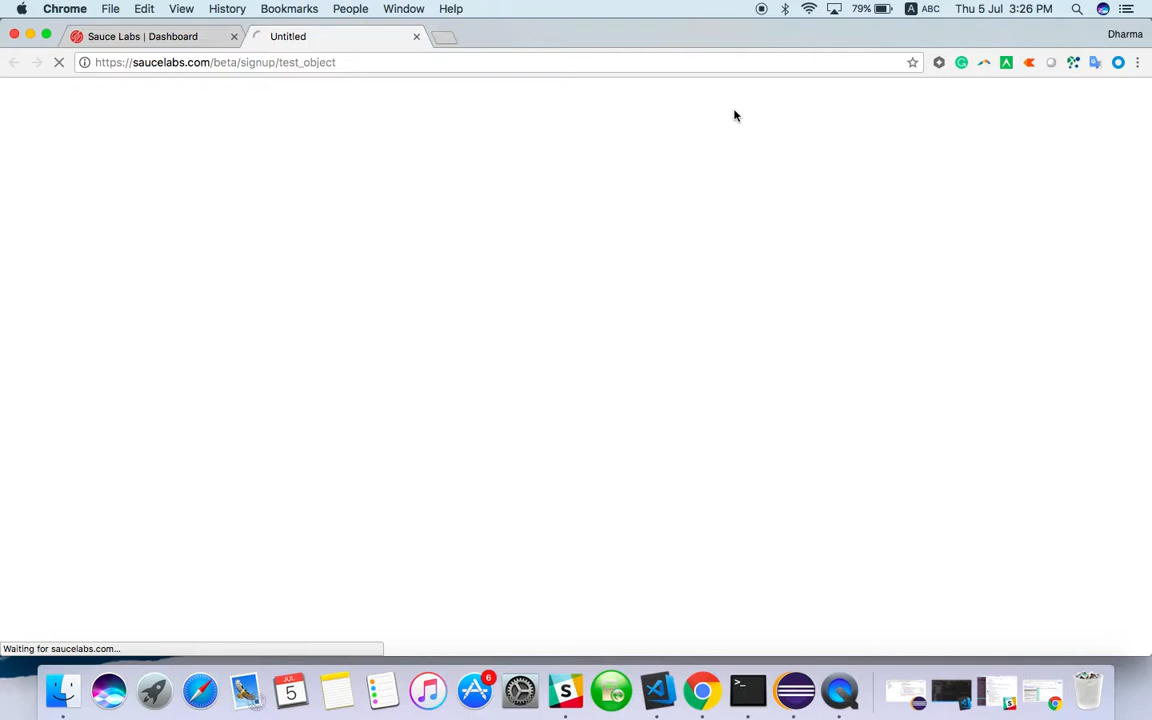 Chrome File Edit View History Bookmarks People Window Help 79% A ABC Thu 5 Jul 3:26 PM
Sauce Labs | Dashboard Untitled Dharma
https://saucelabs.com/beta/signup/test_object
Waiting for saucelabs.com...
6
JUL
5